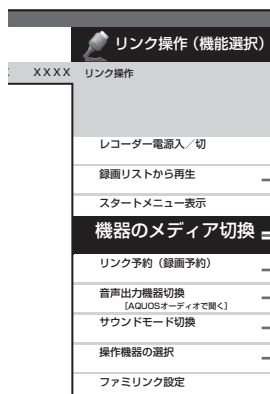 リンク操作（機能選択）
XXXX リンク操作
レコーダー電源入／切
録画リストから再生
スタートメニュー表示
機器のメディア切換
リンク予約（録画予約）
音声出力機器切換
［AQUOSオーディオで聞く］
サウンドモード切換
操作機器の選択
ファミリンク設定